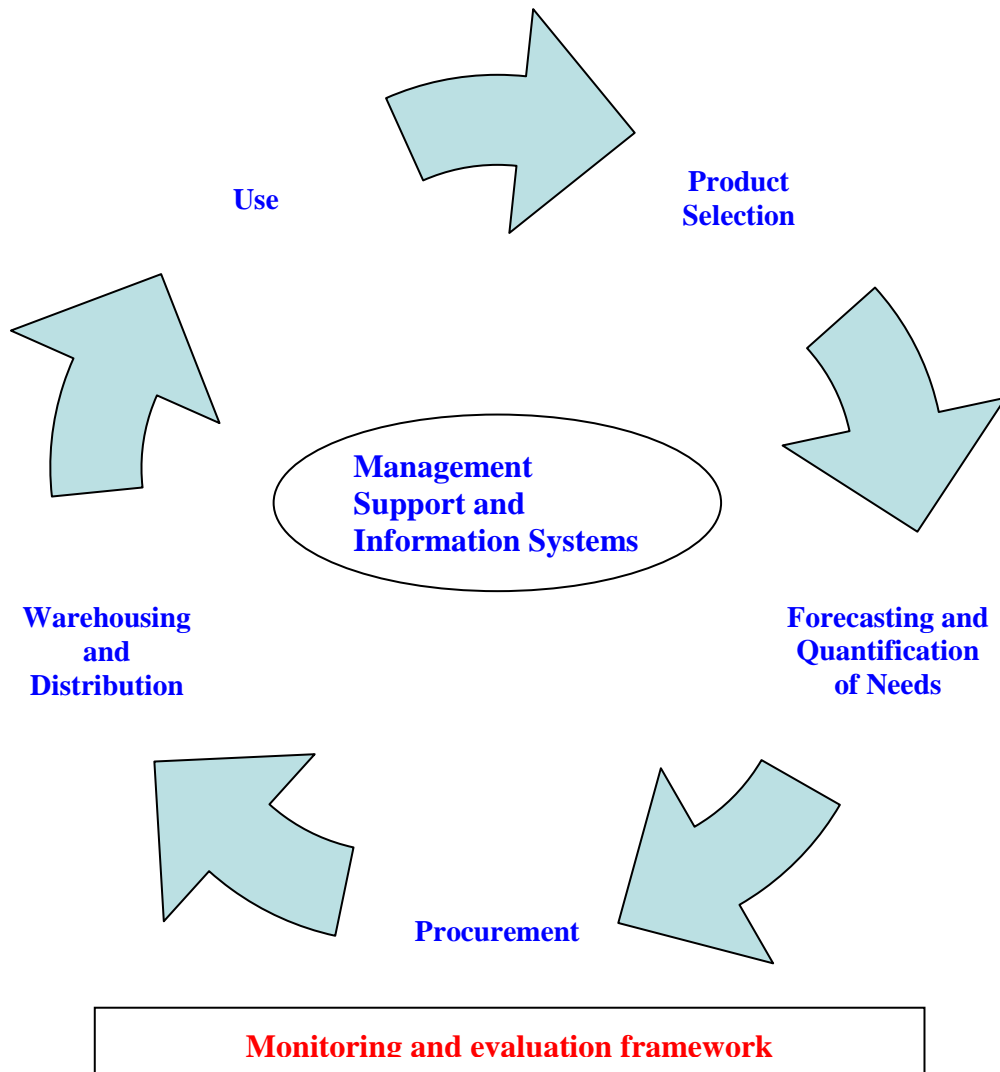 Use
Product
Selection
Management
Support and
Information Systems
Warehousing
and
Distribution
Forecasting and
Quantification
of Needs
Procurement
Monitoring and evaluation framework